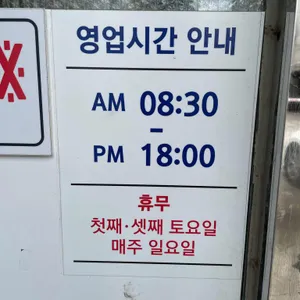 영업시간 안내
AM 08:30
-
PM 18:00
휴무
첫째·셋째 토요일
매주 일요일